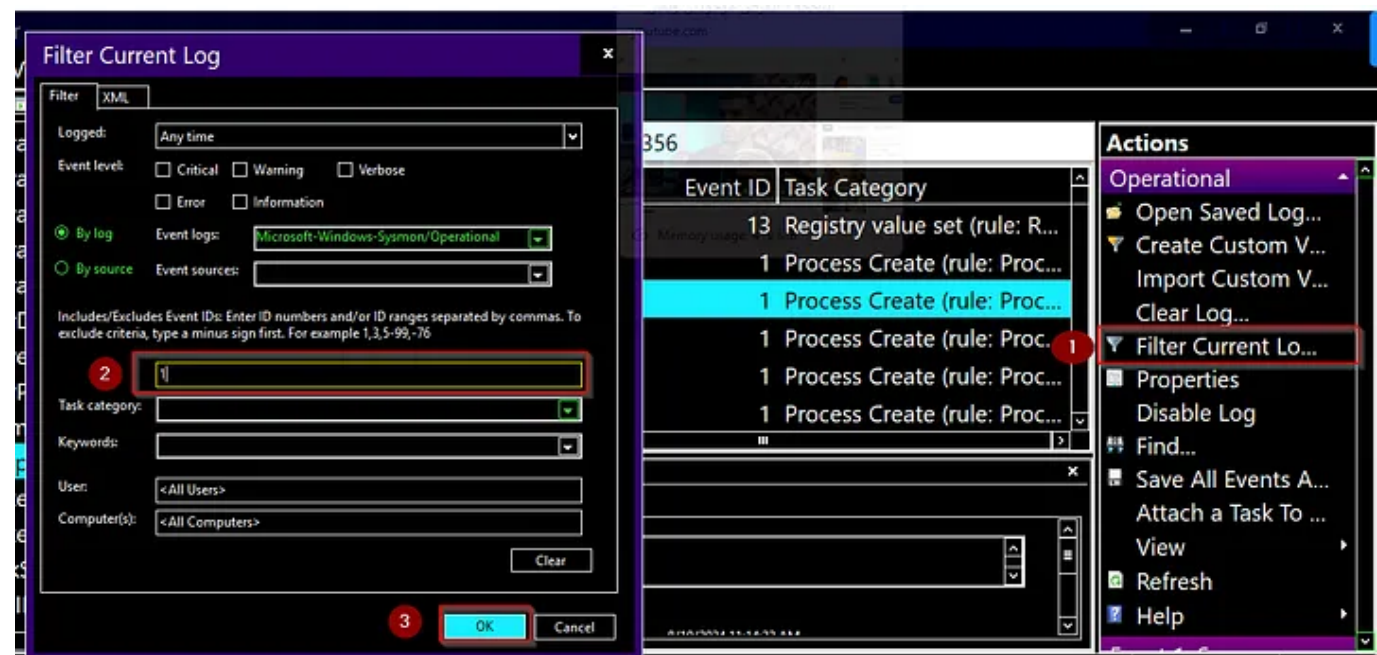 Filter Current Log
x
Filter XML
Logged: Any time
Event level: Critical Warning Verbose
Error Information
By log Event logs: Microsoft-Windows-Sysmon/Operational
By source Event sources:
Includes/Excludes Event IDs: Enter ID numbers and/or ID ranges separated by commas. To
exclude criteria, type a minus sign first. For example 1,3,5-99,-76
2 1
Task category:
Keywords:
User: <All Users>
Computer(s): <All Computers>
Clear
3 OK Cancel
356
Event ID Task Category
13 Registry value set (rule: R...
1 Process Create (rule: Proc...
1 Process Create (rule: Proc...
1 Process Create (rule: Proc...
1 Process Create (rule: Proc...
1 Process Create (rule: Proc...
Actions
Operational
Open Saved Log...
Create Custom V...
Import Custom V...
Clear Log...
1 Filter Current Lo...
Properties
Disable Log
Find...
Save All Events A...
Attach a Task To ...
View
Refresh
Help